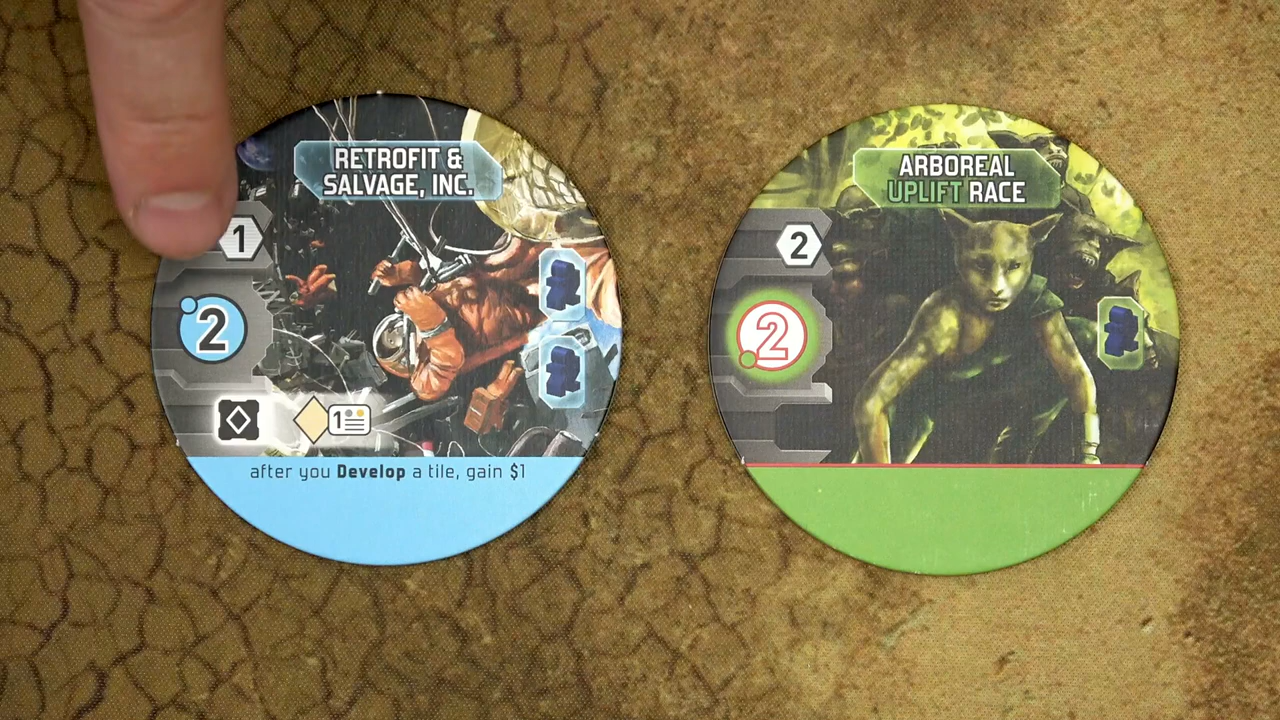 RETROFIT &
SALVAGE, INC.
1
2
1
after you Develop a tile, gain $1
ARBOREAL
UPLIFT RACE
2
2